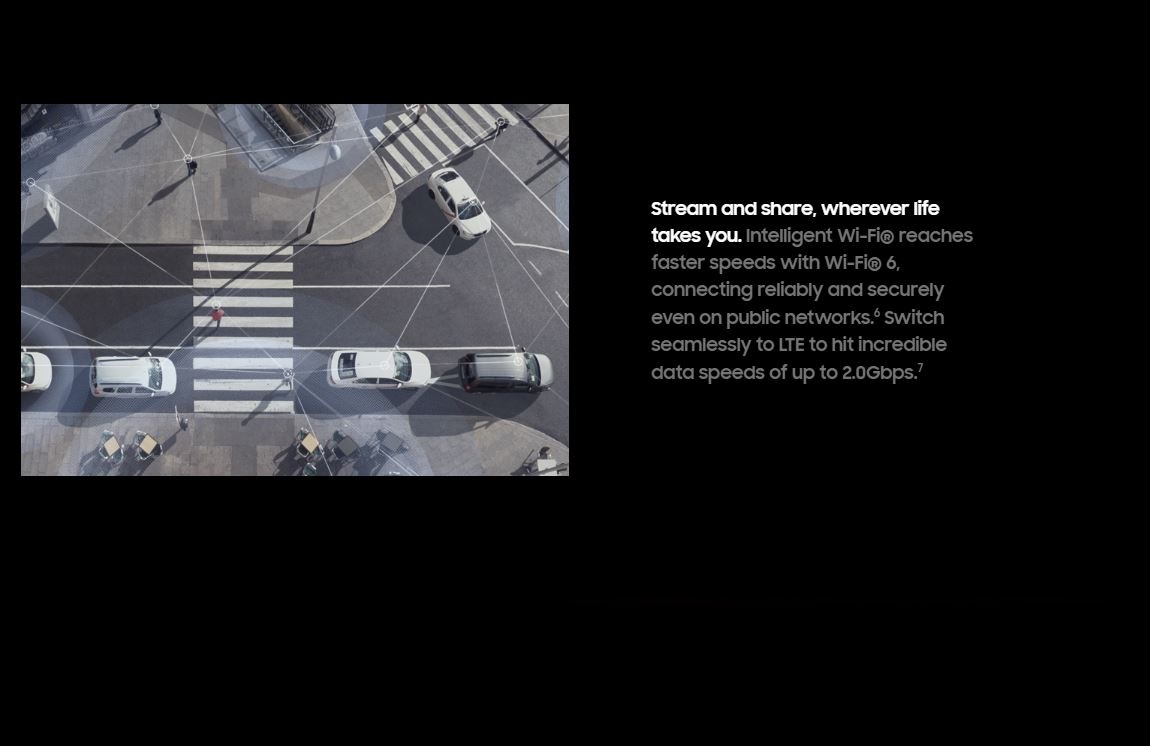 Stream and share, wherever life
takes you. Intelligent Wi-Fi® reaches
faster speeds with Wi-Fi® 6,
connecting reliably and securely
even on public networks.⁶ Switch
seamlessly to LTE to hit incredible
data speeds of up to 2.0Gbps.⁷